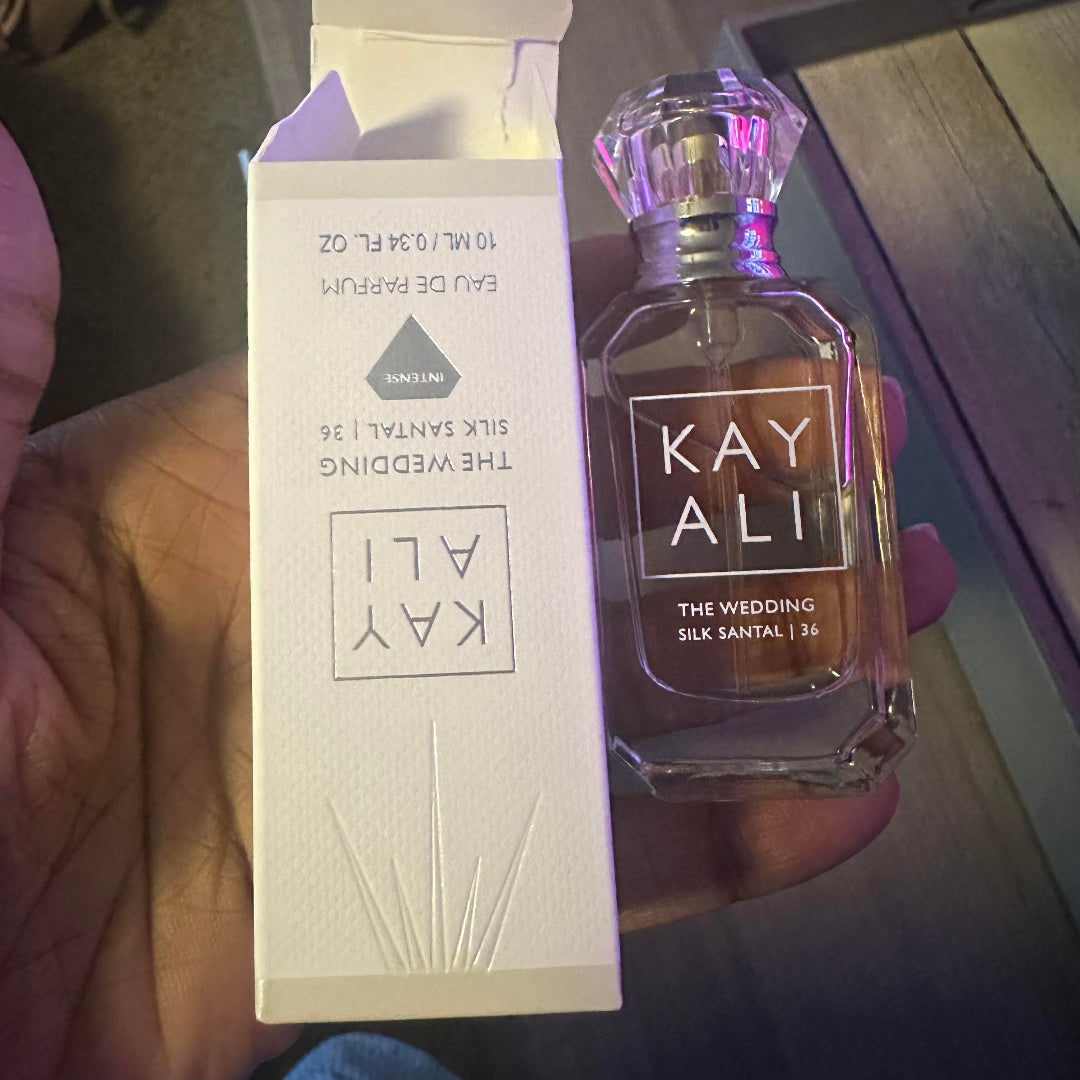 KAY
ALI
THE WEDDING
SILK SANTAL | 36
INTENSE
EAU DE PARFUM
10 ML / 0.34 FL. OZ
KAY
ALI
THE WEDDING
SILK SANTAL | 36